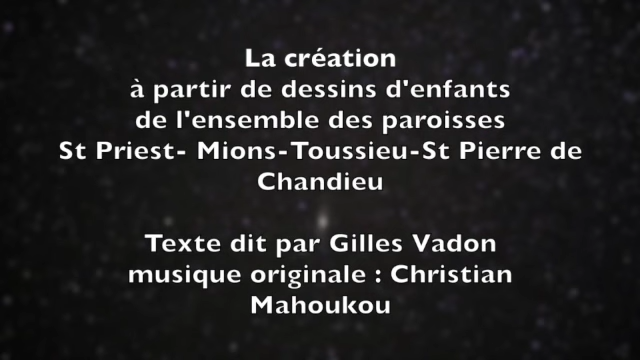 La création
à partir de dessins d'enfants
de l'ensemble des paroisses
St Priest- Mions-Toussieu-St Pierre de
Chandieu
Texte dit par Gilles Vadon
musique originale : Christian
Mahoukou